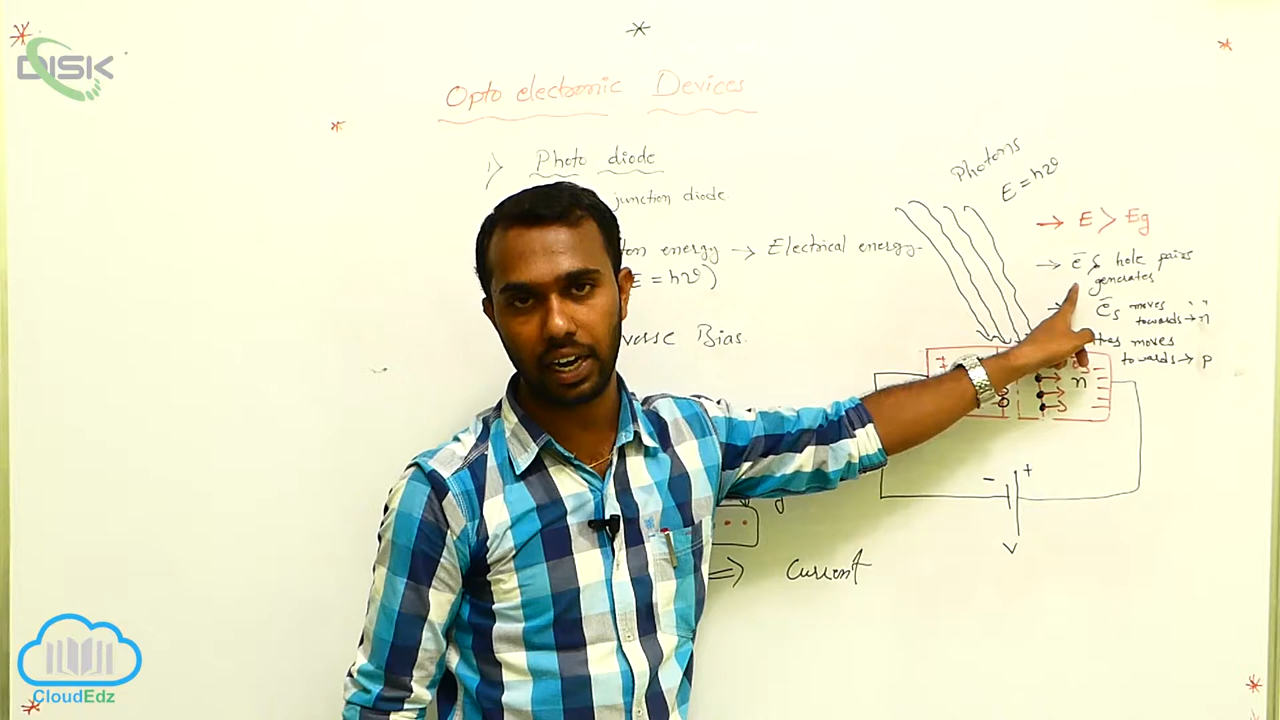 DISK
Opto electronic Devices
1) Photo diode
junction diode
energy → Electrical energy.
= hν)
Bias.
Photons
E = hν
→ E > Eg
→ e̅ & hole pairs
generates
e̅s moves
towards → "n"
moves
towards → p
n
- +
⇒ Current
CloudEdz